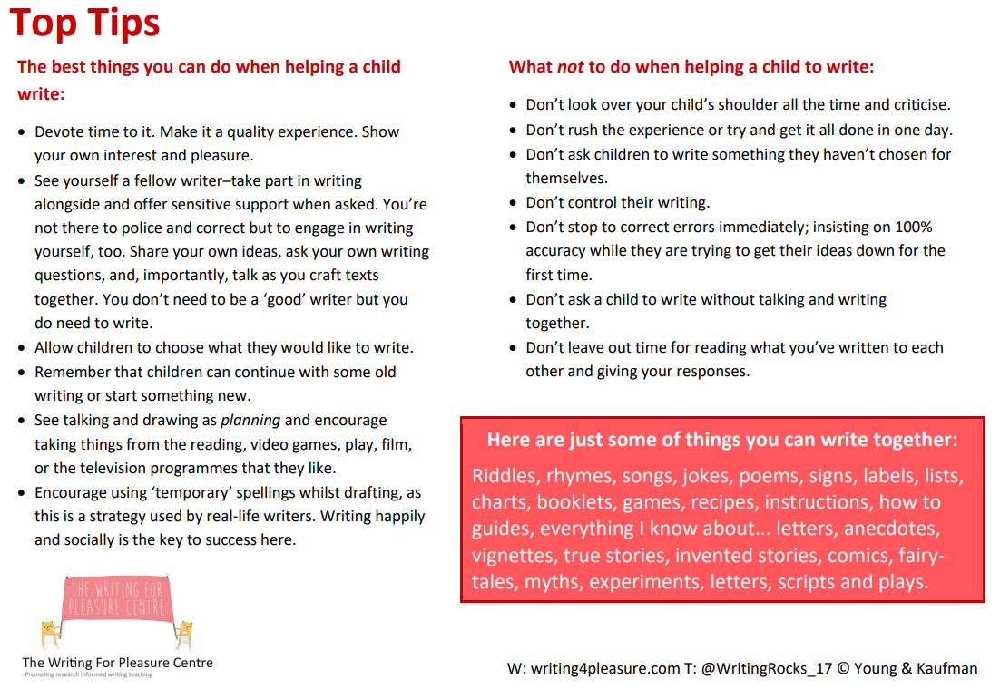 Top Tips
The best things you can do when helping a child
write:
• Devote time to it. Make it a quality experience. Show
your own interest and pleasure.
• See yourself a fellow writer–take part in writing
alongside and offer sensitive support when asked. You’re
not there to police and correct but to engage in writing
yourself, too. Share your own ideas, ask your own writing
questions, and, importantly, talk as you craft texts
together. You don’t need to be a ‘good’ writer but you
do need to write.
• Allow children to choose what they would like to write.
• Remember that children can continue with some old
writing or start something new.
• See talking and drawing as planning and encourage
taking things from the reading, video games, play, film,
or the television programmes that they like.
• Encourage using ‘temporary’ spellings whilst drafting, as
this is a strategy used by real-life writers. Writing happily
and socially is the key to success here.
THE WRITING FOR
PLEASURE CENTRE
The Writing For Pleasure Centre
- Promoting research informed writing teaching
What not to do when helping a child to write:
• Don’t look over your child’s shoulder all the time and criticise.
• Don’t rush the experience or try and get it all done in one day.
• Don’t ask children to write something they haven’t chosen for
themselves.
• Don’t control their writing.
• Don’t stop to correct errors immediately; insisting on 100%
accuracy while they are trying to get their ideas down for the
first time.
• Don’t ask a child to write without talking and writing
together.
• Don’t leave out time for reading what you’ve written to each
other and giving your responses.
Here are just some of things you can write together:
Riddles, rhymes, songs, jokes, poems, signs, labels, lists,
charts, booklets, games, recipes, instructions, how to
guides, everything I know about... letters, anecdotes,
vignettes, true stories, invented stories, comics, fairy-
tales, myths, experiments, letters, scripts and plays.
W: writing4pleasure.com T: @WritingRocks_17 © Young & Kaufman